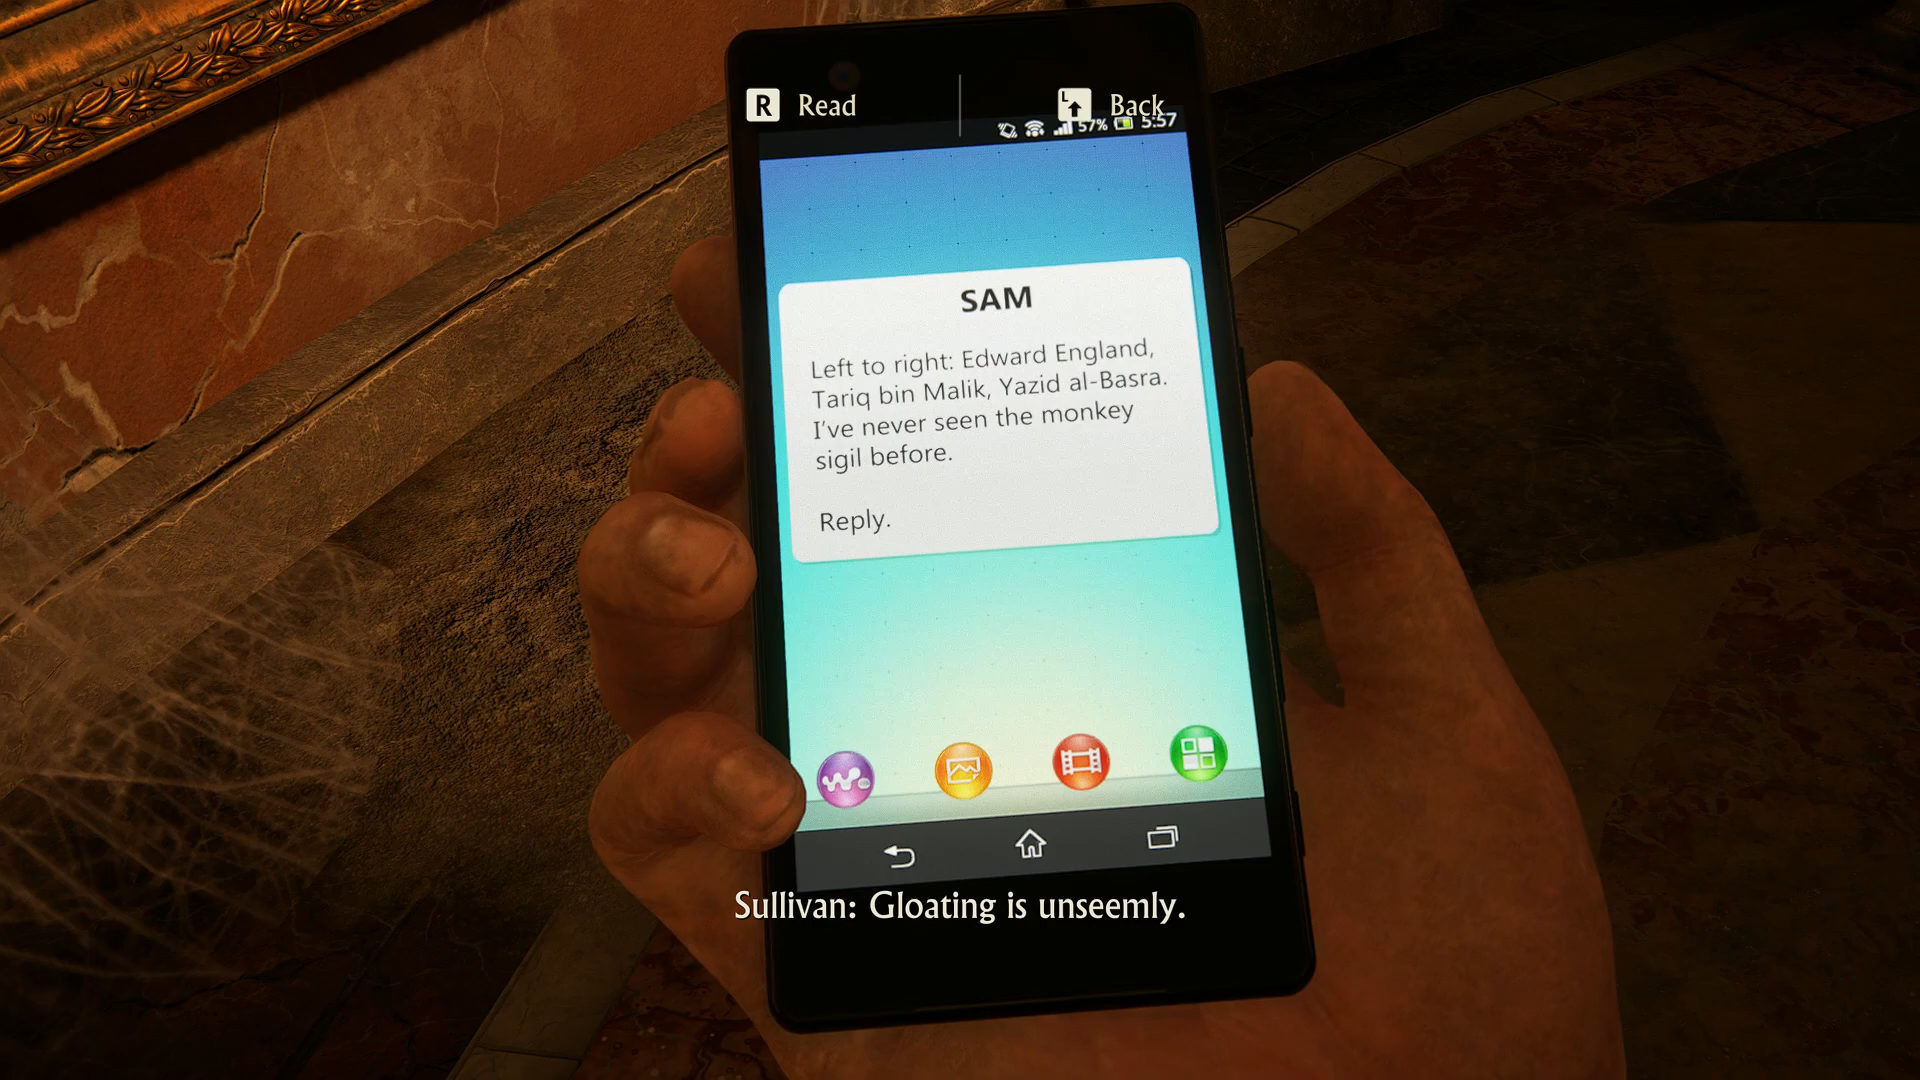 R Read
L Back
57% 5:57
SAM
Left to right: Edward England,
Tariq bin Malik, Yazid al-Basra.
I've never seen the monkey
sigil before.
Reply.
Sullivan: Gloating is unseemly.